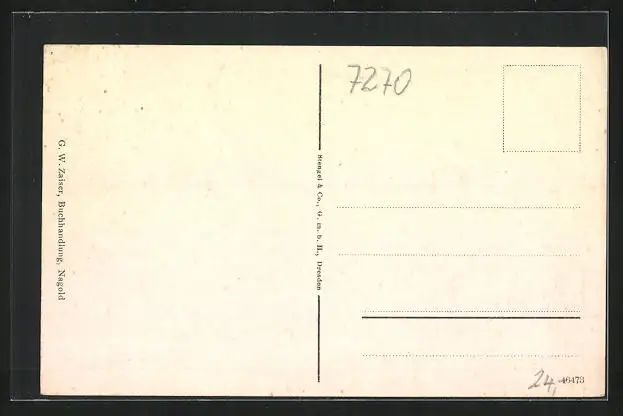 G. W. Zaiser, Buchhandlung, Nagold
Stengel & Co., G. m. b. H., Dresden
7270
24,
46473